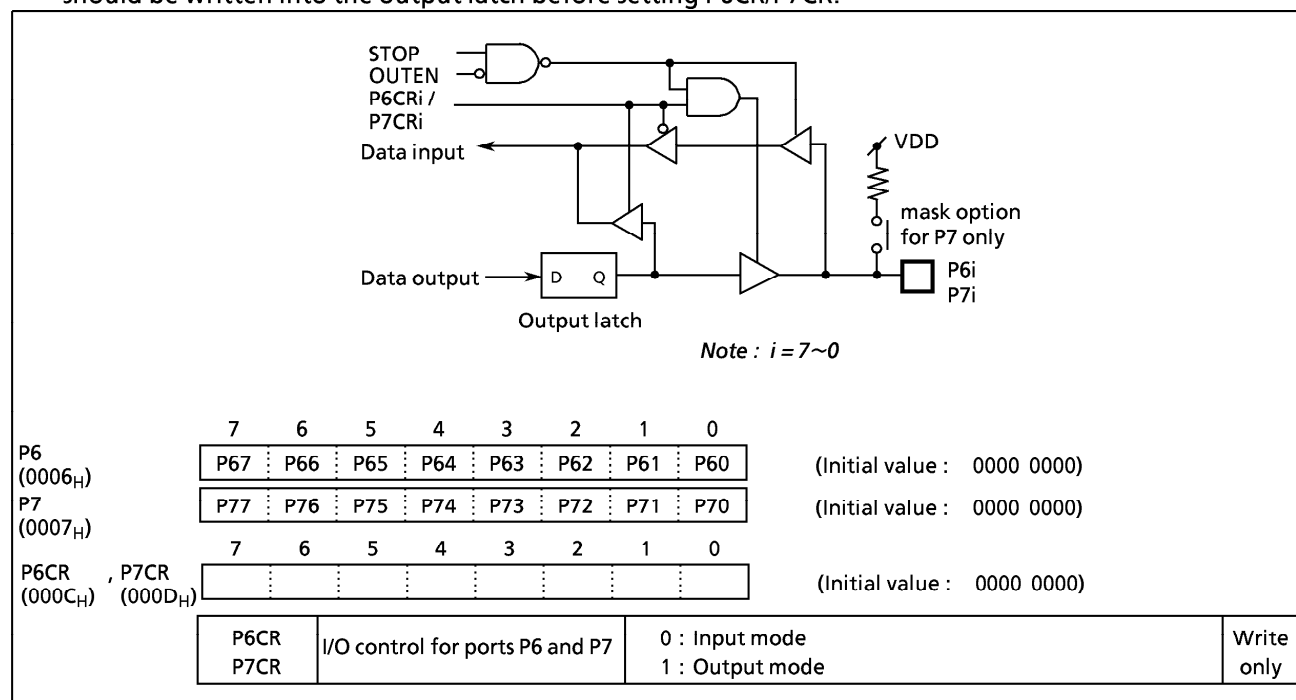 should be written into the output latch before setting P6CR/P7CR.
STOP
OUTEN
P6CRi /
P7CRi
Data input
VDD
mask option
for P7 only
Data output
D Q
P6i
P7i
Output latch
Note : i = 7~0
7 6 5 4 3 2 1 0
P6
(0006H)
P67 P66 P65 P64 P63 P62 P61 P60
(Initial value : 0000 0000)
P7
(0007H)
P77 P76 P75 P74 P73 P72 P71 P70
(Initial value : 0000 0000)
7 6 5 4 3 2 1 0
P6CR , P7CR
(000CH) (000DH)
(Initial value : 0000 0000)
P6CR
P7CR
I/O control for ports P6 and P7
0 : Input mode
1 : Output mode
Write
only